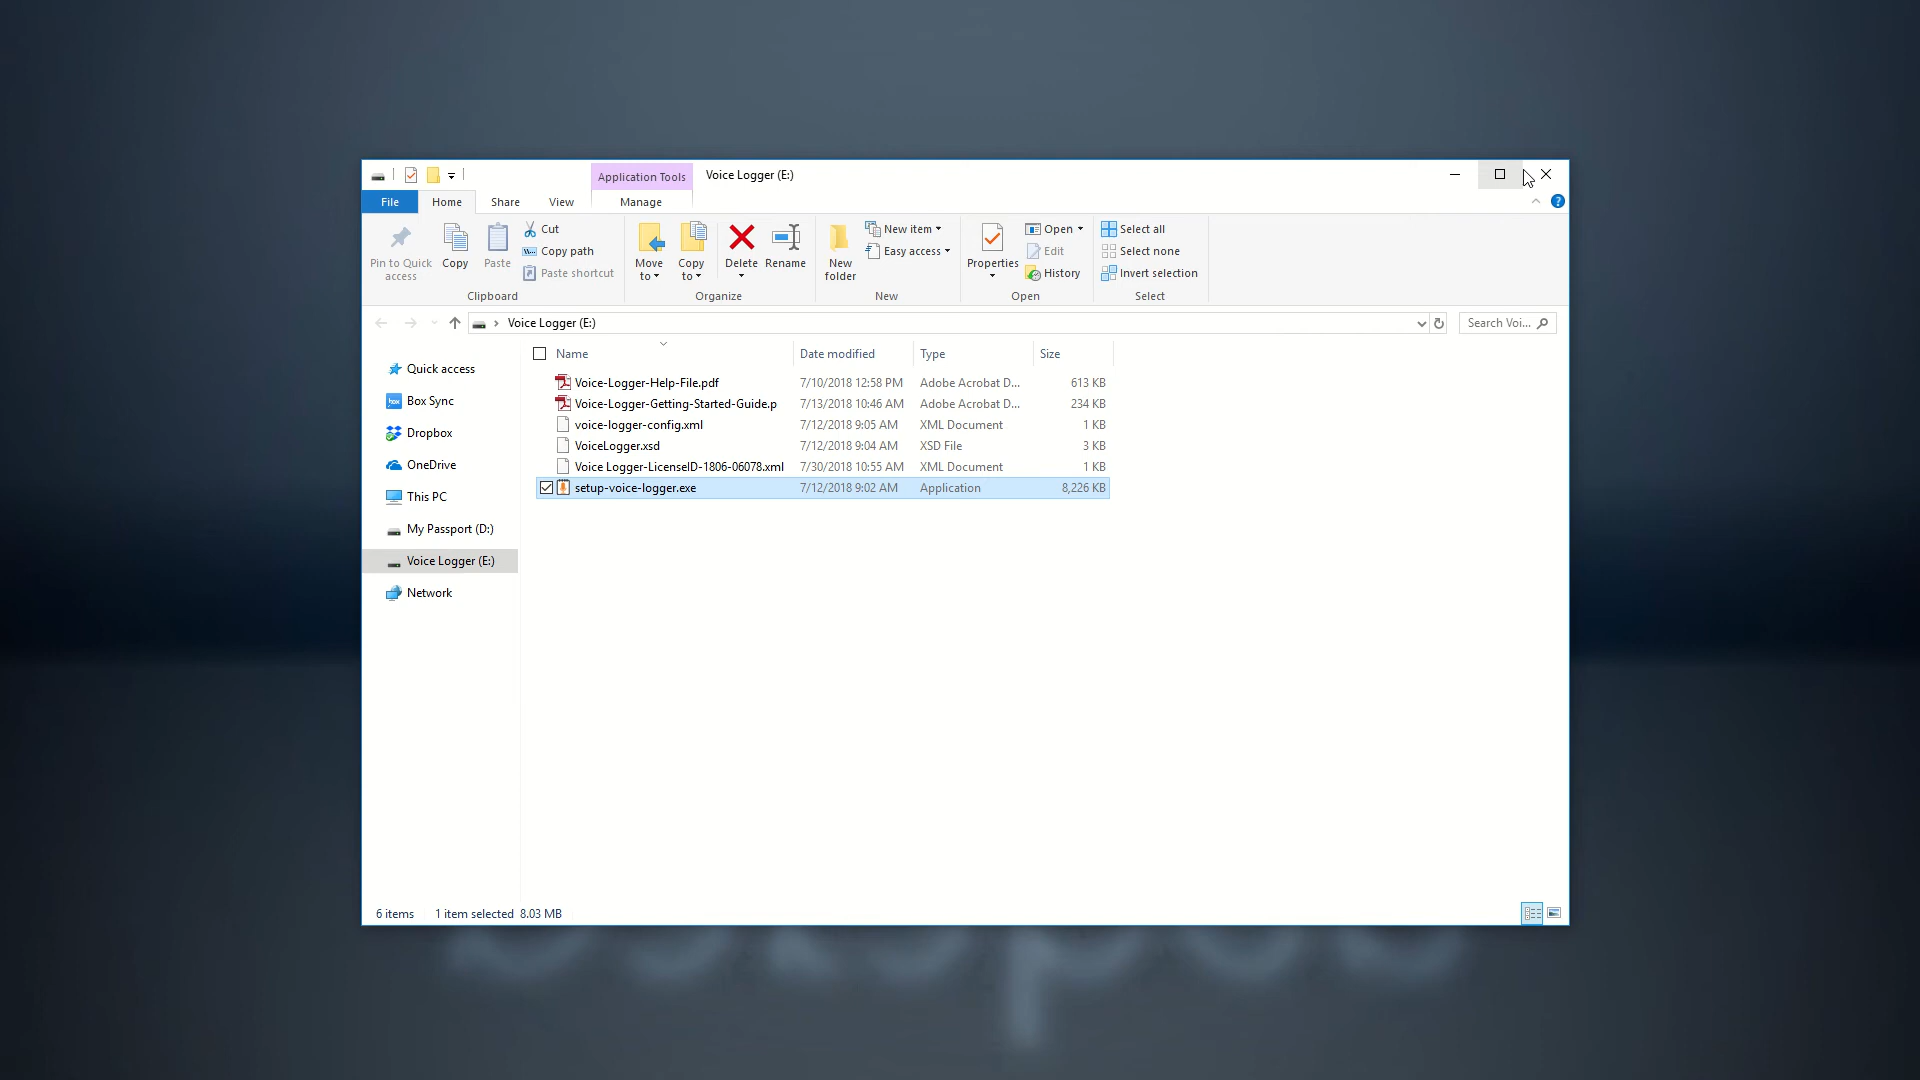 Application Tools Voice Logger (E:)
File Home Share View Manage
Pin to Quick access
Copy
Paste
Cut
Copy path
Paste shortcut
Clipboard
Move to
Copy to
Delete
Rename
Organize
New folder
New item
Easy access
New
Properties
Open
Edit
History
Open
Select all
Select none
Invert selection
Select
Voice Logger (E:)
Search Voi...
Quick access
Box Sync
Dropbox
OneDrive
This PC
My Passport (D:)
Voice Logger (E:)
Network
Name Date modified Type Size
Voice-Logger-Help-File.pdf 7/10/2018 12:58 PM Adobe Acrobat D... 613 KB
Voice-Logger-Getting-Started-Guide.p 7/13/2018 10:46 AM Adobe Acrobat D... 234 KB
voice-logger-config.xml 7/12/2018 9:05 AM XML Document 1 KB
VoiceLogger.xsd 7/12/2018 9:04 AM XSD File 3 KB
Voice Logger-LicenseID-1806-06078.xml 7/30/2018 10:55 AM XML Document 1 KB
setup-voice-logger.exe 7/12/2018 9:02 AM Application 8,226 KB
6 items 1 item selected 8.03 MB